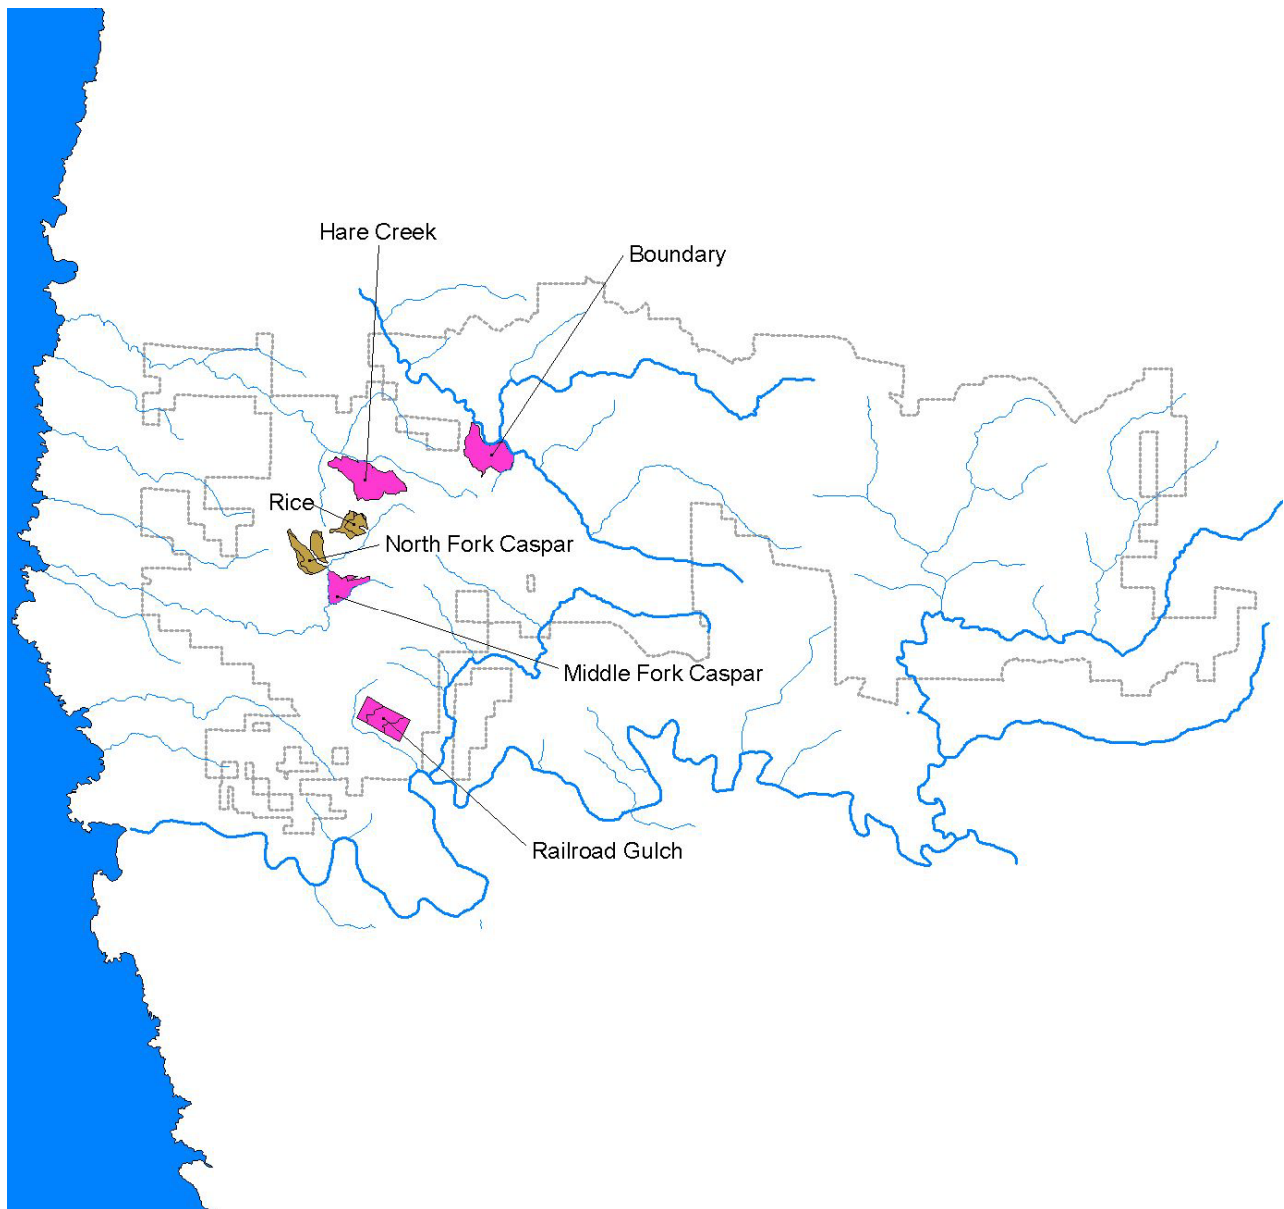 Hare Creek
Boundary
Rice
North Fork Caspar
Middle Fork Caspar
Railroad Gulch